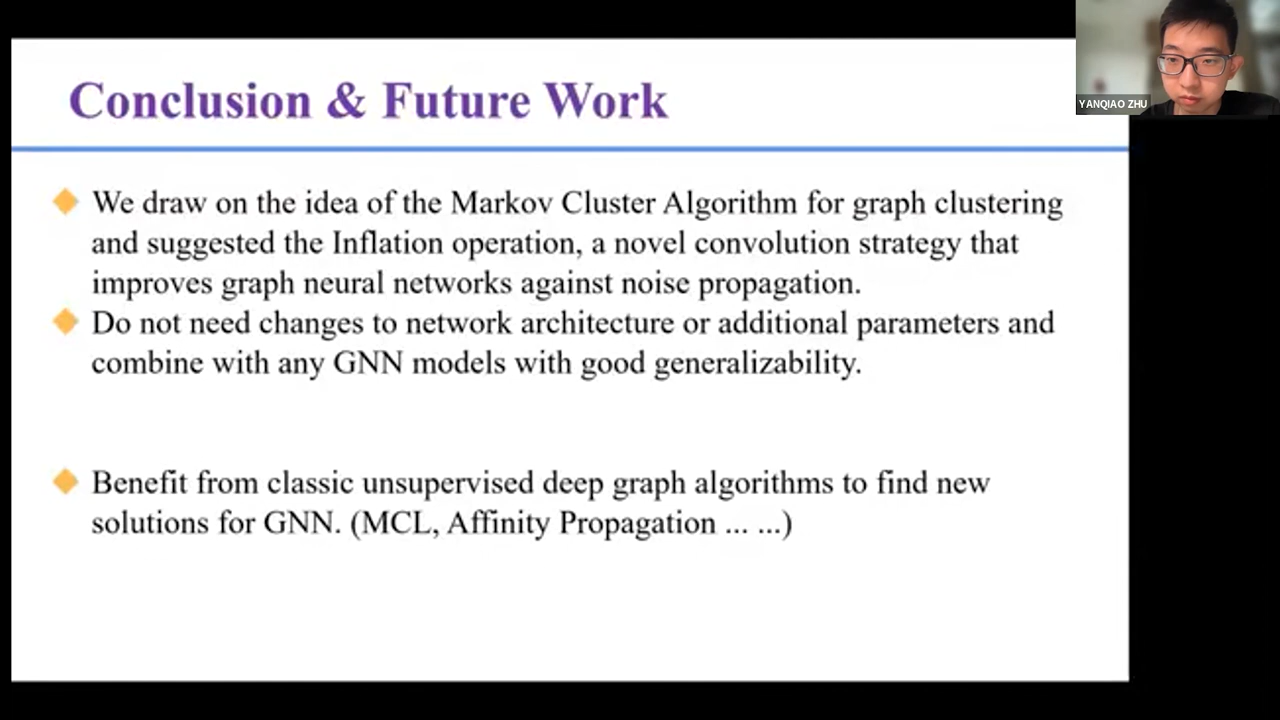 Conclusion & Future Work
YANQIAO ZHU
We draw on the idea of the Markov Cluster Algorithm for graph clustering
and suggested the Inflation operation, a novel convolution strategy that
improves graph neural networks against noise propagation.
Do not need changes to network architecture or additional parameters and
combine with any GNN models with good generalizability.
Benefit from classic unsupervised deep graph algorithms to find new
solutions for GNN. (MCL, Affinity Propagation ... ...)